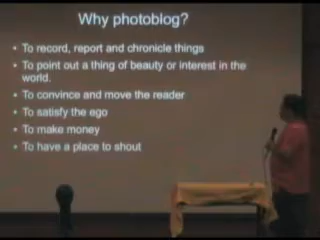 Why photoblog?
• To record, report and chronicle things
• To point out a thing of beauty or interest in the
world.
• To convince and move the reader
• To satisfy the ego
• To make money
• To have a place to shout